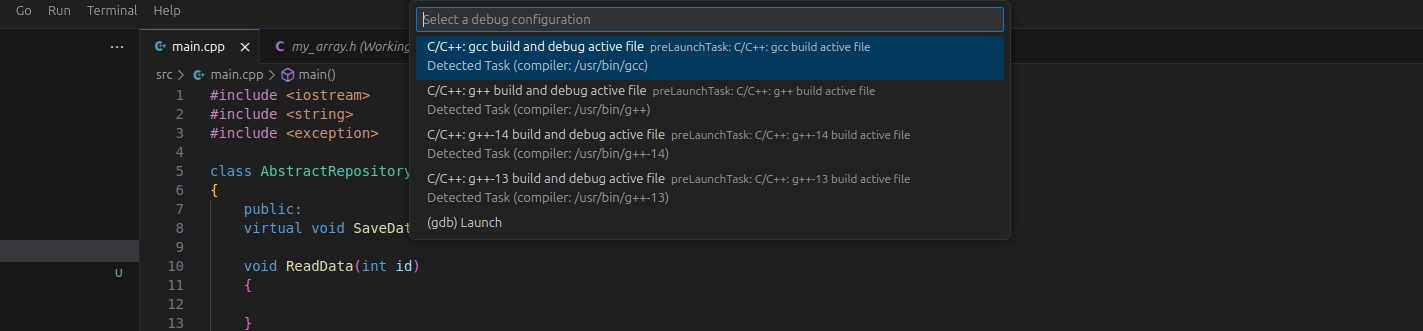 Go Run Terminal Help
Select a debug configuration
C/C++: gcc build and debug active file preLaunchTask: C/C++: gcc build active file
Detected Task (compiler: /usr/bin/gcc)
C/C++: g++ build and debug active file preLaunchTask: C/C++: g++ build active file
Detected Task (compiler: /usr/bin/g++)
C/C++: g++-14 build and debug active file preLaunchTask: C/C++: g++-14 build active file
Detected Task (compiler: /usr/bin/g++-14)
C/C++: g++-13 build and debug active file preLaunchTask: C/C++: g++-13 build active file
Detected Task (compiler: /usr/bin/g++-13)
(gdb) Launch
... main.cpp × C my_array.h (Working
src > main.cpp > main()
1 #include <iostream>
2 #include <string>
3 #include <exception>
4
5 class AbstractRepository
6 {
7 public:
8 virtual void SaveDat
9
10 void ReadData(int id)
11 {
12
13 }
U